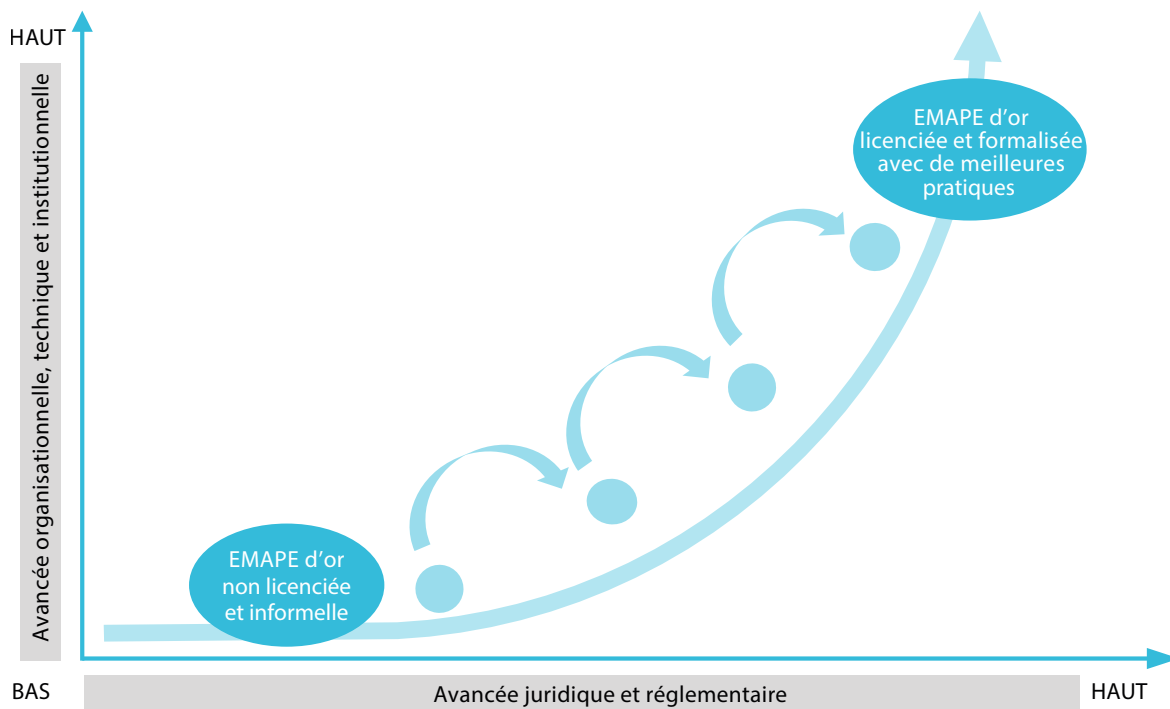 HAUT
Avancée organisationnelle, technique et institutionnelle
EMAPE d'or
licenciée et formalisée
avec de meilleures
pratiques
EMAPE d'or
non licenciée
et informelle
BAS
Avancée juridique et réglementaire
HAUT